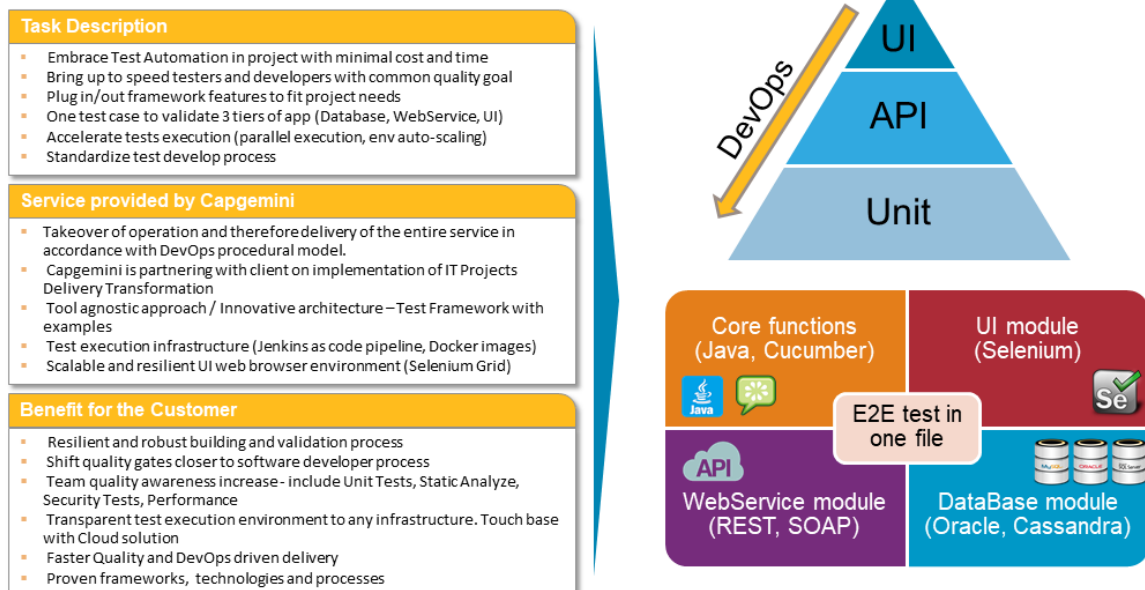 Task Description
Embrace Test Automation in project with minimal cost and time
Bring up to speed testers and developers with common quality goal
Plug in/out framework features to fit project needs
One test case to validate 3 tiers of app (Database, WebService, UI)
Accelerate tests execution (parallel execution, env auto-scaling)
Standardize test develop process
Service provided by Capgemini
Takeover of operation and therefore delivery of the entire service in
accordance with DevOps procedural model.
Capgemini is partnering with client on implementation of IT Projects
Delivery Transformation
Tool agnostic approach / Innovative architecture – Test Framework with
examples
Test execution infrastructure (Jenkins as code pipeline, Docker images)
Scalable and resilient UI web browser environment (Selenium Grid)
Benefit for the Customer
Resilient and robust building and validation process
Shift quality gates closer to software developer process
Team quality awareness increase - include Unit Tests, Static Analyze,
Security Tests, Performance
Transparent test execution environment to any infrastructure. Touch base
with Cloud solution
Faster Quality and DevOps driven delivery
Proven frameworks, technologies and processes
DevOps
UI
API
Unit
Core functions
(Java, Cucumber)
Java
UI module
(Selenium)
Se
E2E test in
one file
API
WebService module
(REST, SOAP)
MySQL
ORACLE
SQL Server
DataBase module
(Oracle, Cassandra)